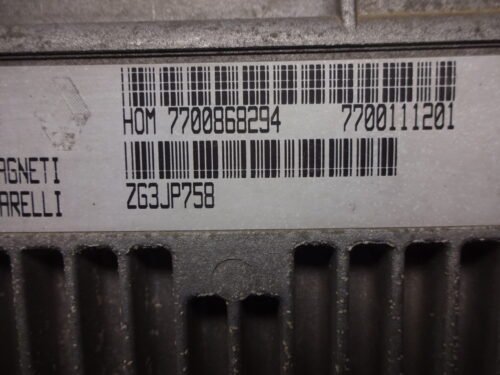 HOM 7700868294 7700111201
AGNETI
ARELLI
ZG3JP758